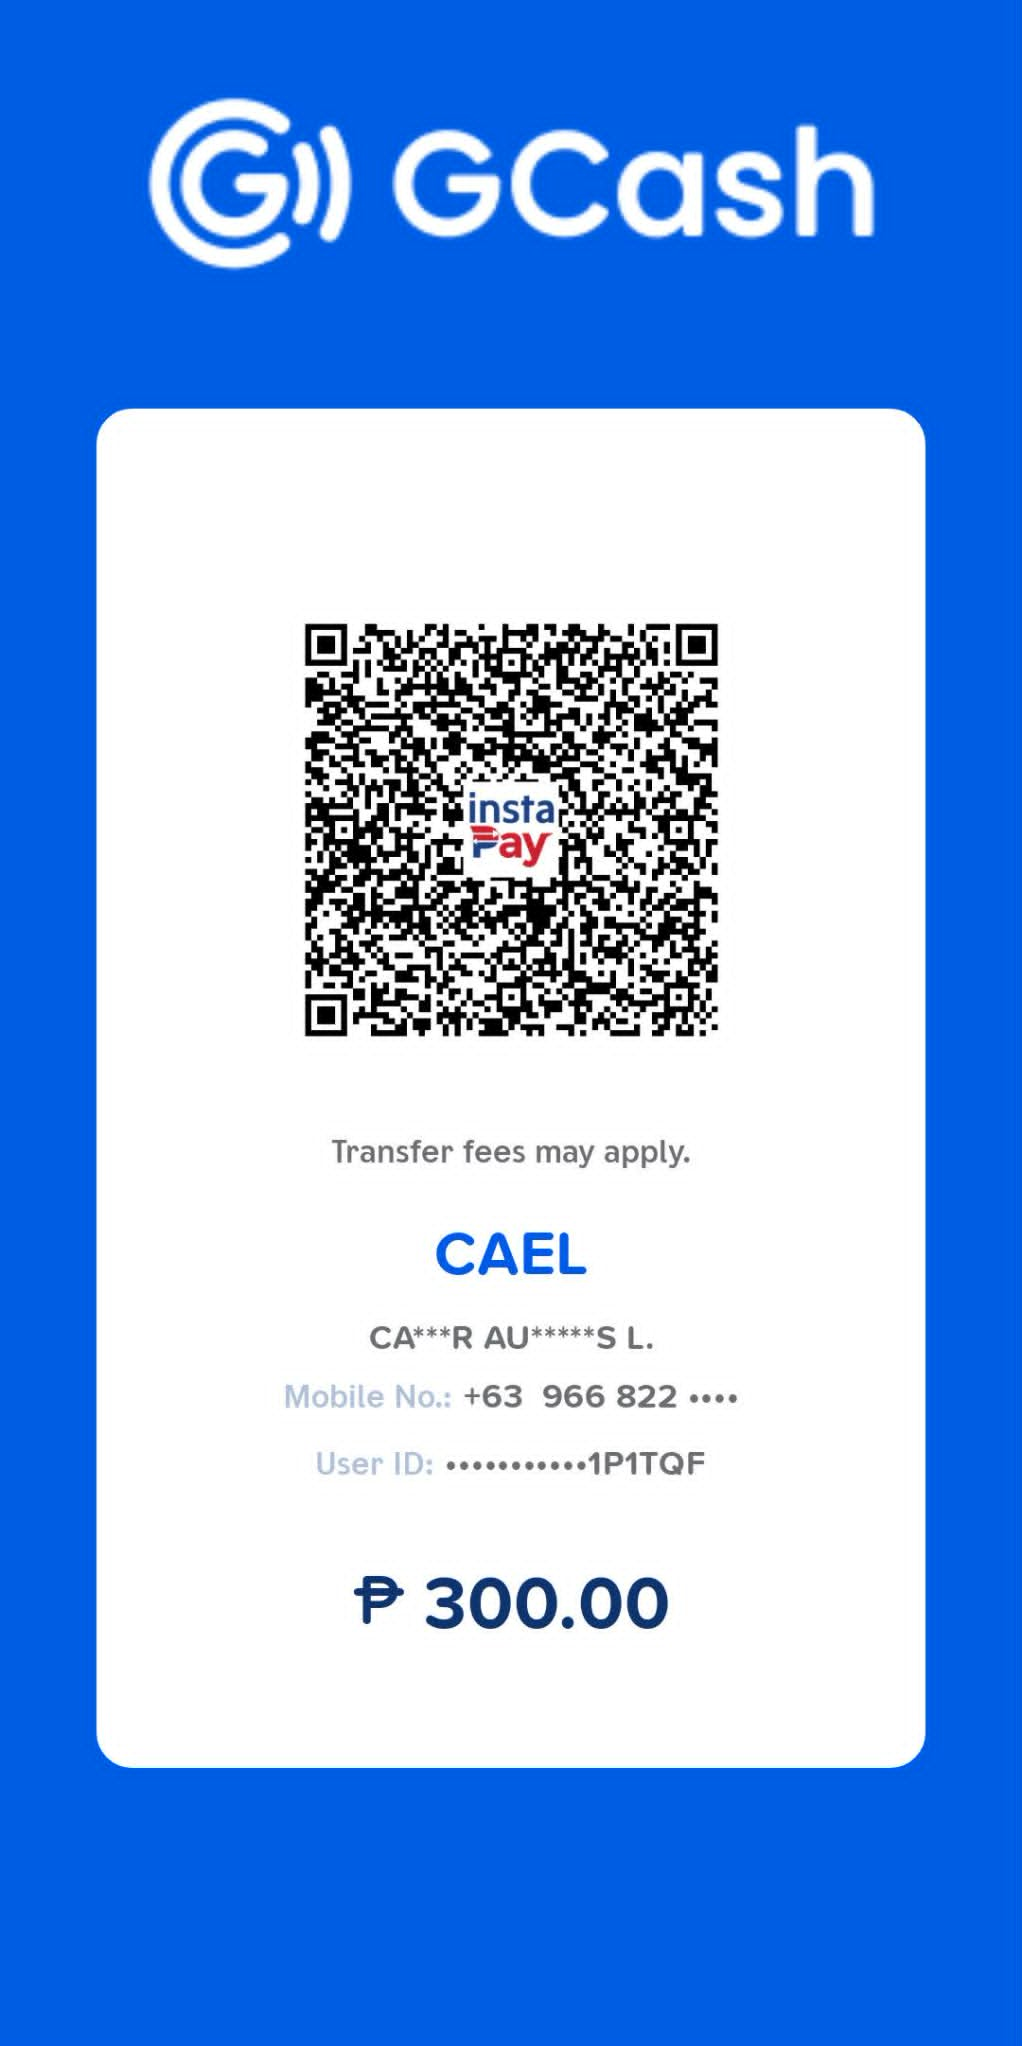 GCash
insta
Pay
Transfer fees may apply.
CAEL
CA***R AU*****S L.
Mobile No.: +63 966 822 ••••
User ID: •••••••••••1P1TQF
₱ 300.00